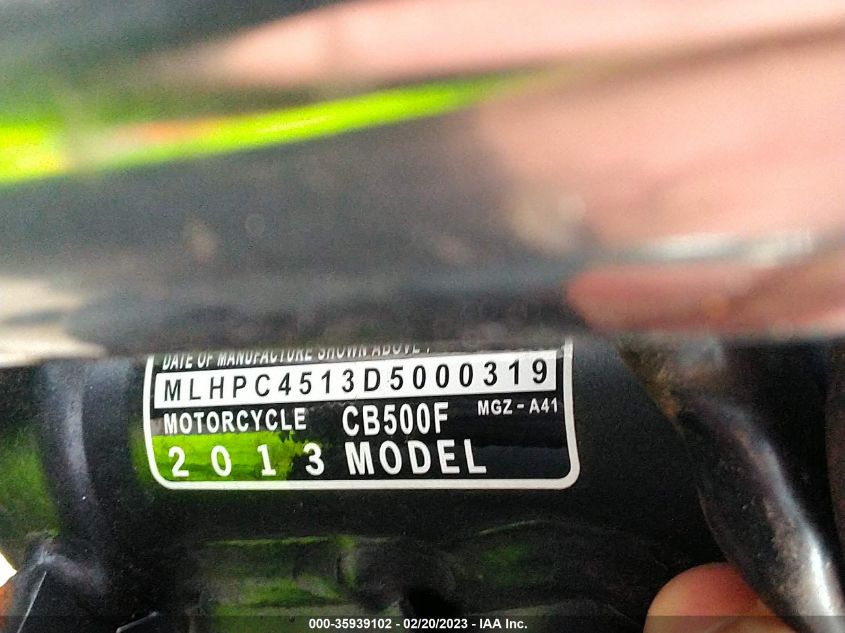 DATE OF MANUFACTURE SHOWN ABOVE.
MLHPC4513D5000319
MOTORCYCLE CB500F MGZ-A41
2013 MODEL
000-35939102 - 02/20/2023 - IAA Inc.